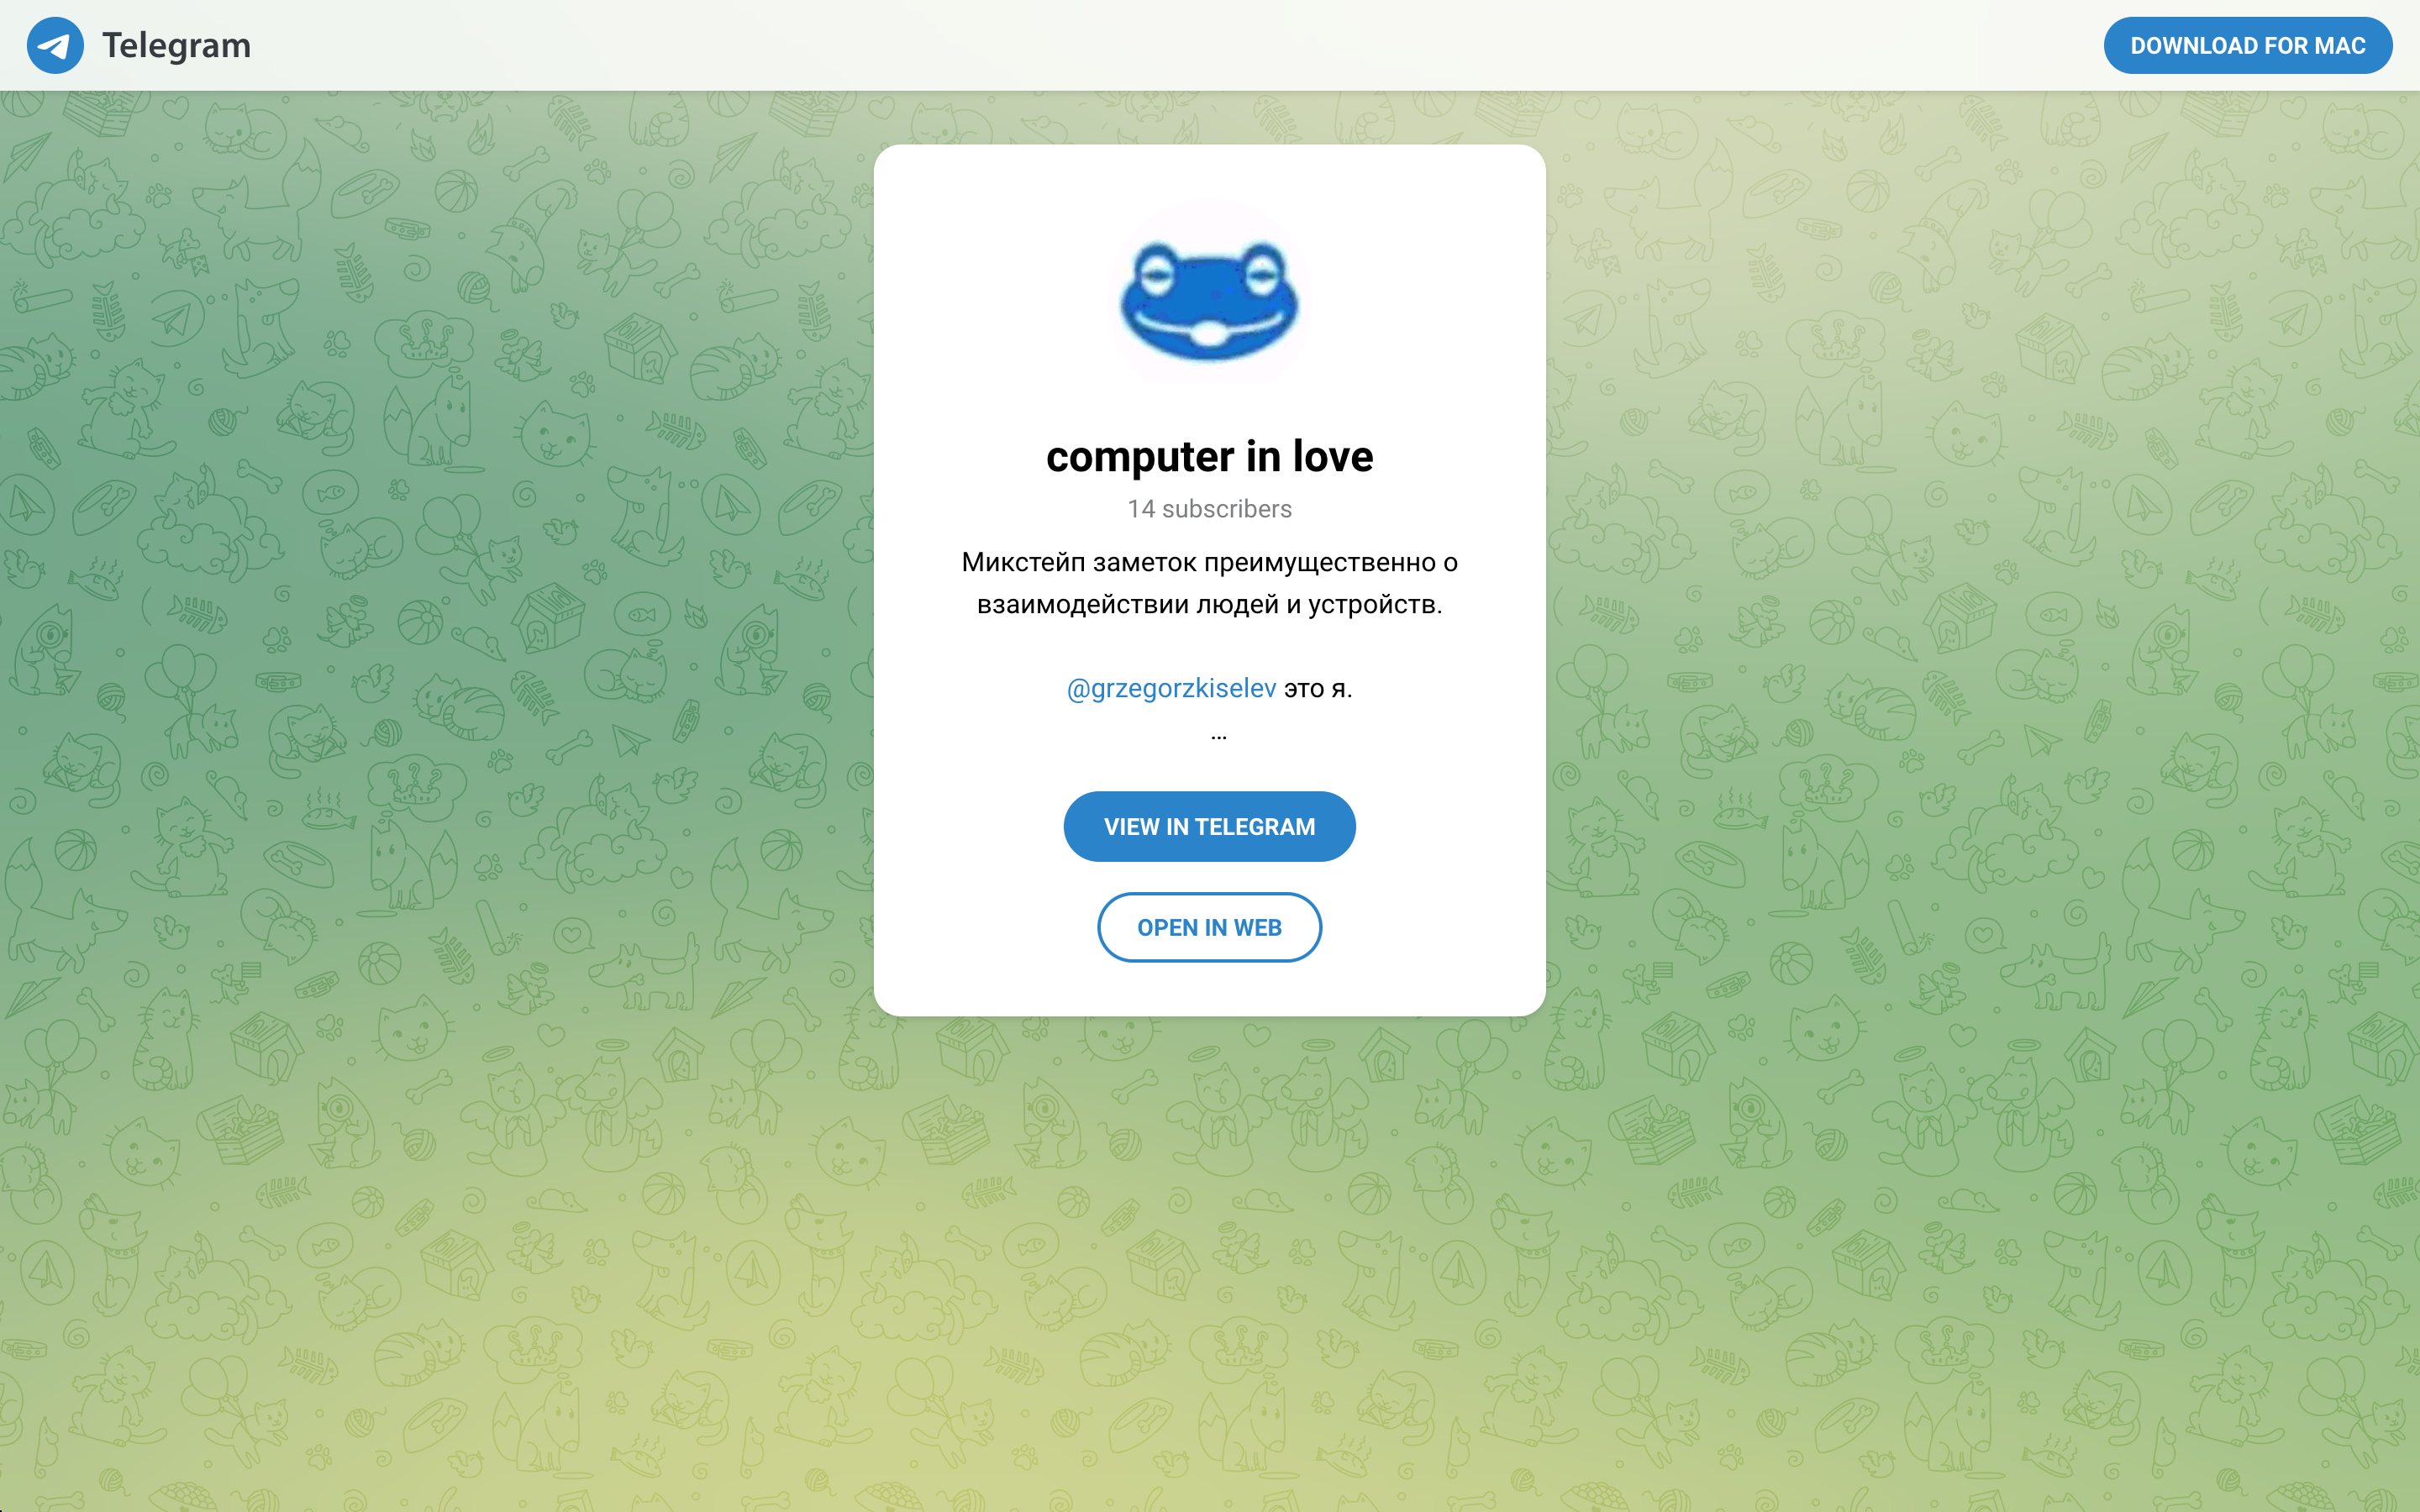 Telegram
DOWNLOAD FOR MAC
computer in love
14 subscribers
Микстейп заметок преимущественно о
взаимодействии людей и устройств.
@grzegorzkiselev это я.
...
VIEW IN TELEGRAM
OPEN IN WEB